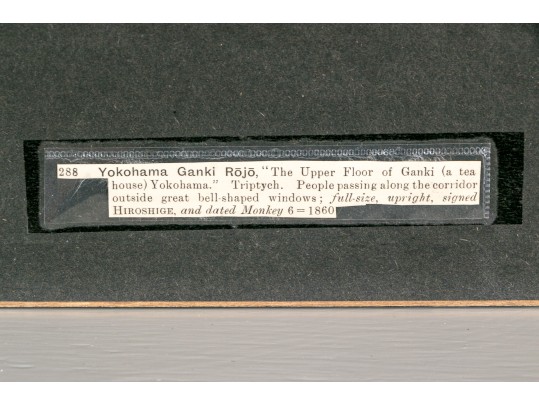 288 Yokohama Ganki Rōjō, "The Upper Floor of Ganki (a tea
house) Yokohama." Triptych. People passing along the corridor
outside great bell-shaped windows; full-size, upright, signed
HIROSHIGE, and dated Monkey 6 = 1860